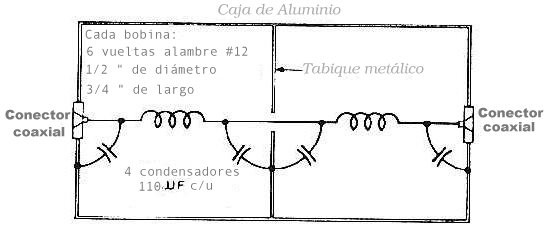 Caja de Aluminio
Cada bobina:
6 vueltas alambre #12
1/2 " de diámetro
3/4 " de largo
Tabique metálico
Conector
coaxial
Conector
coaxial
4 condensadores
110 UF c/u